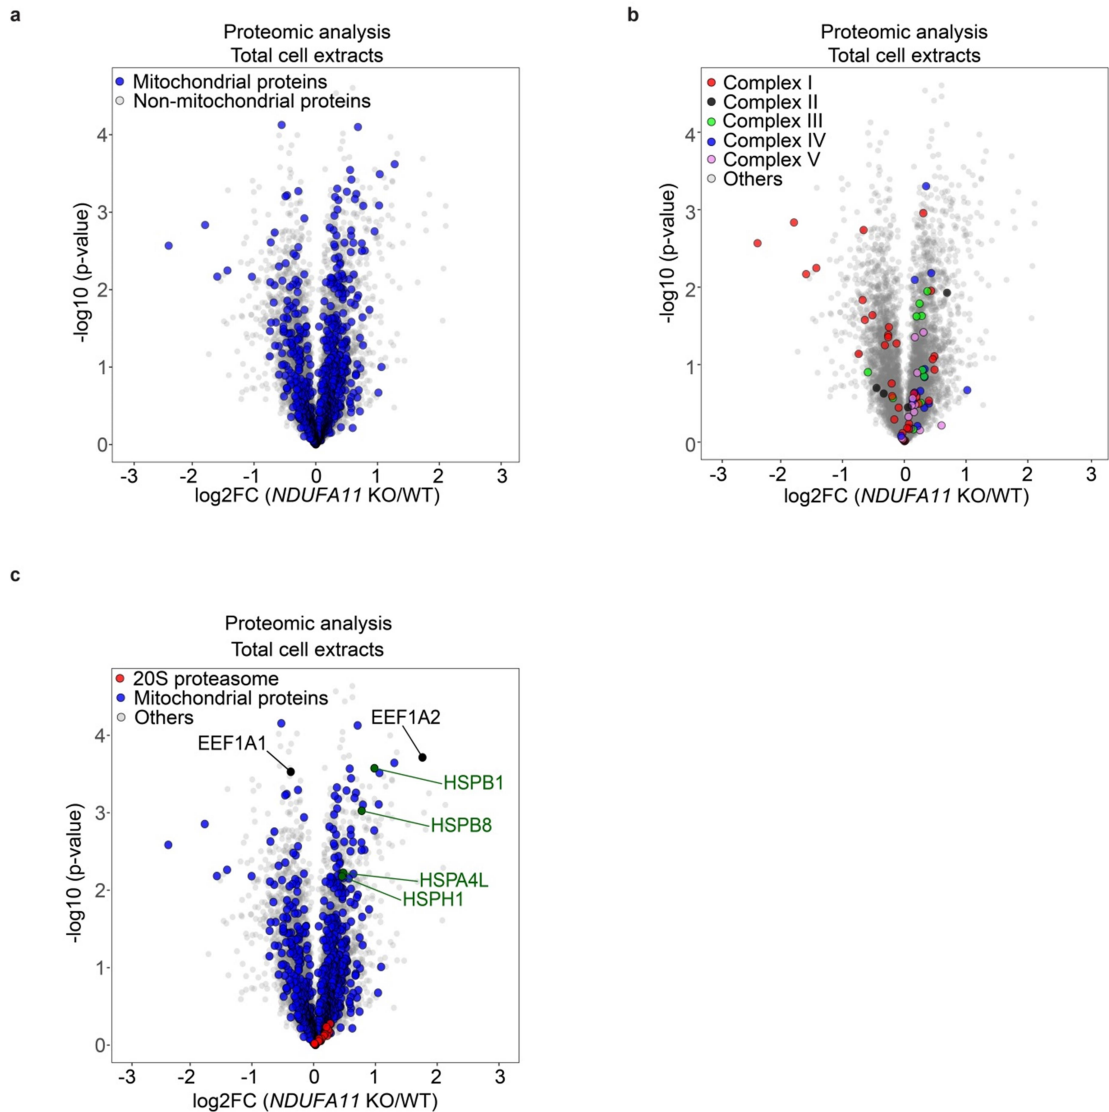 a
Proteomic analysis
Total cell extracts
Mitochondrial proteins
Non-mitochondrial proteins
4
3
2
1
0
-log10 (p-value)
-3 -2 -1 0 1 2 3
log2FC (NDUFA11 KO/WT)
b
Proteomic analysis
Total cell extracts
Complex I
Complex II
Complex III
Complex IV
Complex V
Others
4
3
2
1
0
-log10 (p-value)
-3 -2 -1 0 1 2 3
log2FC (NDUFA11 KO/WT)
c
Proteomic analysis
Total cell extracts
20S proteasome
Mitochondrial proteins
Others
EEF1A2
EEF1A1
HSPB1
HSPB8
HSPA4L
HSPH1
4
3
2
1
0
-log10 (p-value)
-3 -2 -1 0 1 2 3
log2FC (NDUFA11 KO/WT)